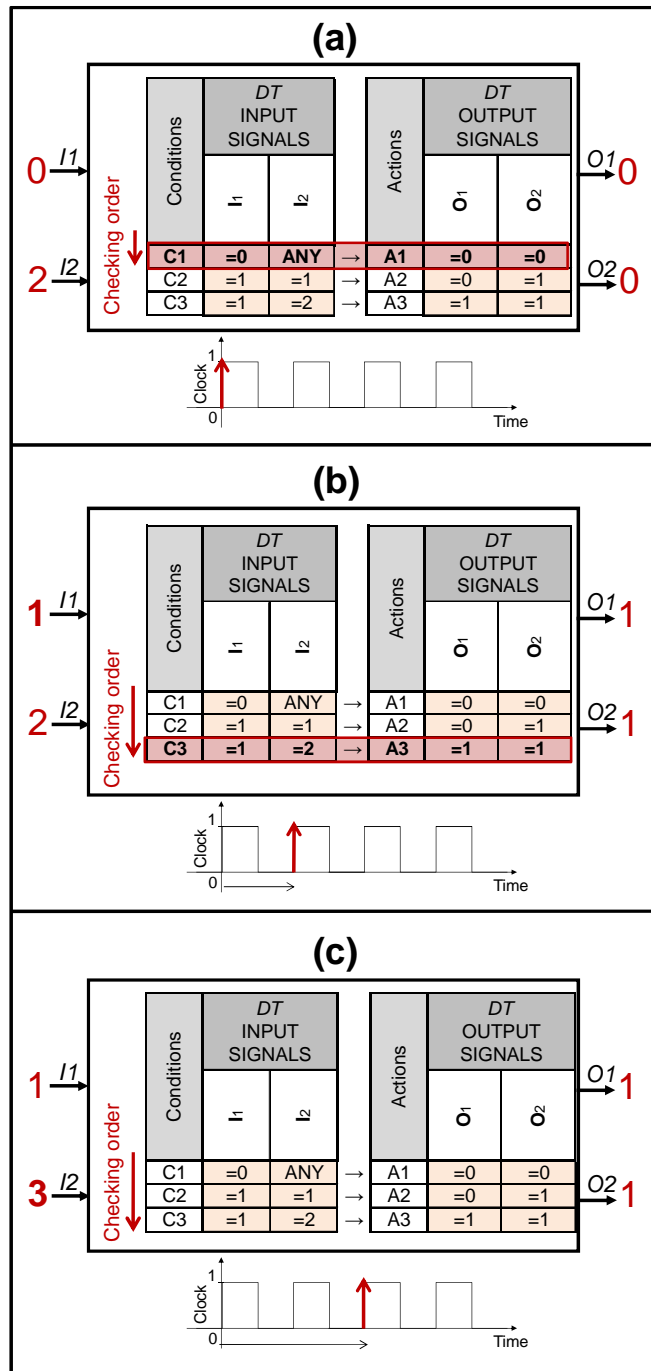 (a)
DT DT
INPUT OUTPUT
SIGNALS SIGNALS
Conditions I1 I2 Actions O1 O2
0 I1 O1 0
2 I2 O2 0
Checking order
C1 =0 ANY → A1 =0 =0
C2 =1 =1 → A2 =0 =1
C3 =1 =2 → A3 =1 =1
1
Clock
0 Time
(b)
DT DT
INPUT OUTPUT
SIGNALS SIGNALS
Conditions I1 I2 Actions O1 O2
1 I1 O1 1
2 I2 O2 1
Checking order
C1 =0 ANY → A1 =0 =0
C2 =1 =1 → A2 =0 =1
C3 =1 =2 → A3 =1 =1
1
Clock
0 Time
(c)
DT DT
INPUT OUTPUT
SIGNALS SIGNALS
Conditions I1 I2 Actions O1 O2
1 I1 O1 1
3 I2 O2 1
Checking order
C1 =0 ANY → A1 =0 =0
C2 =1 =1 → A2 =0 =1
C3 =1 =2 → A3 =1 =1
1
Clock
0 Time